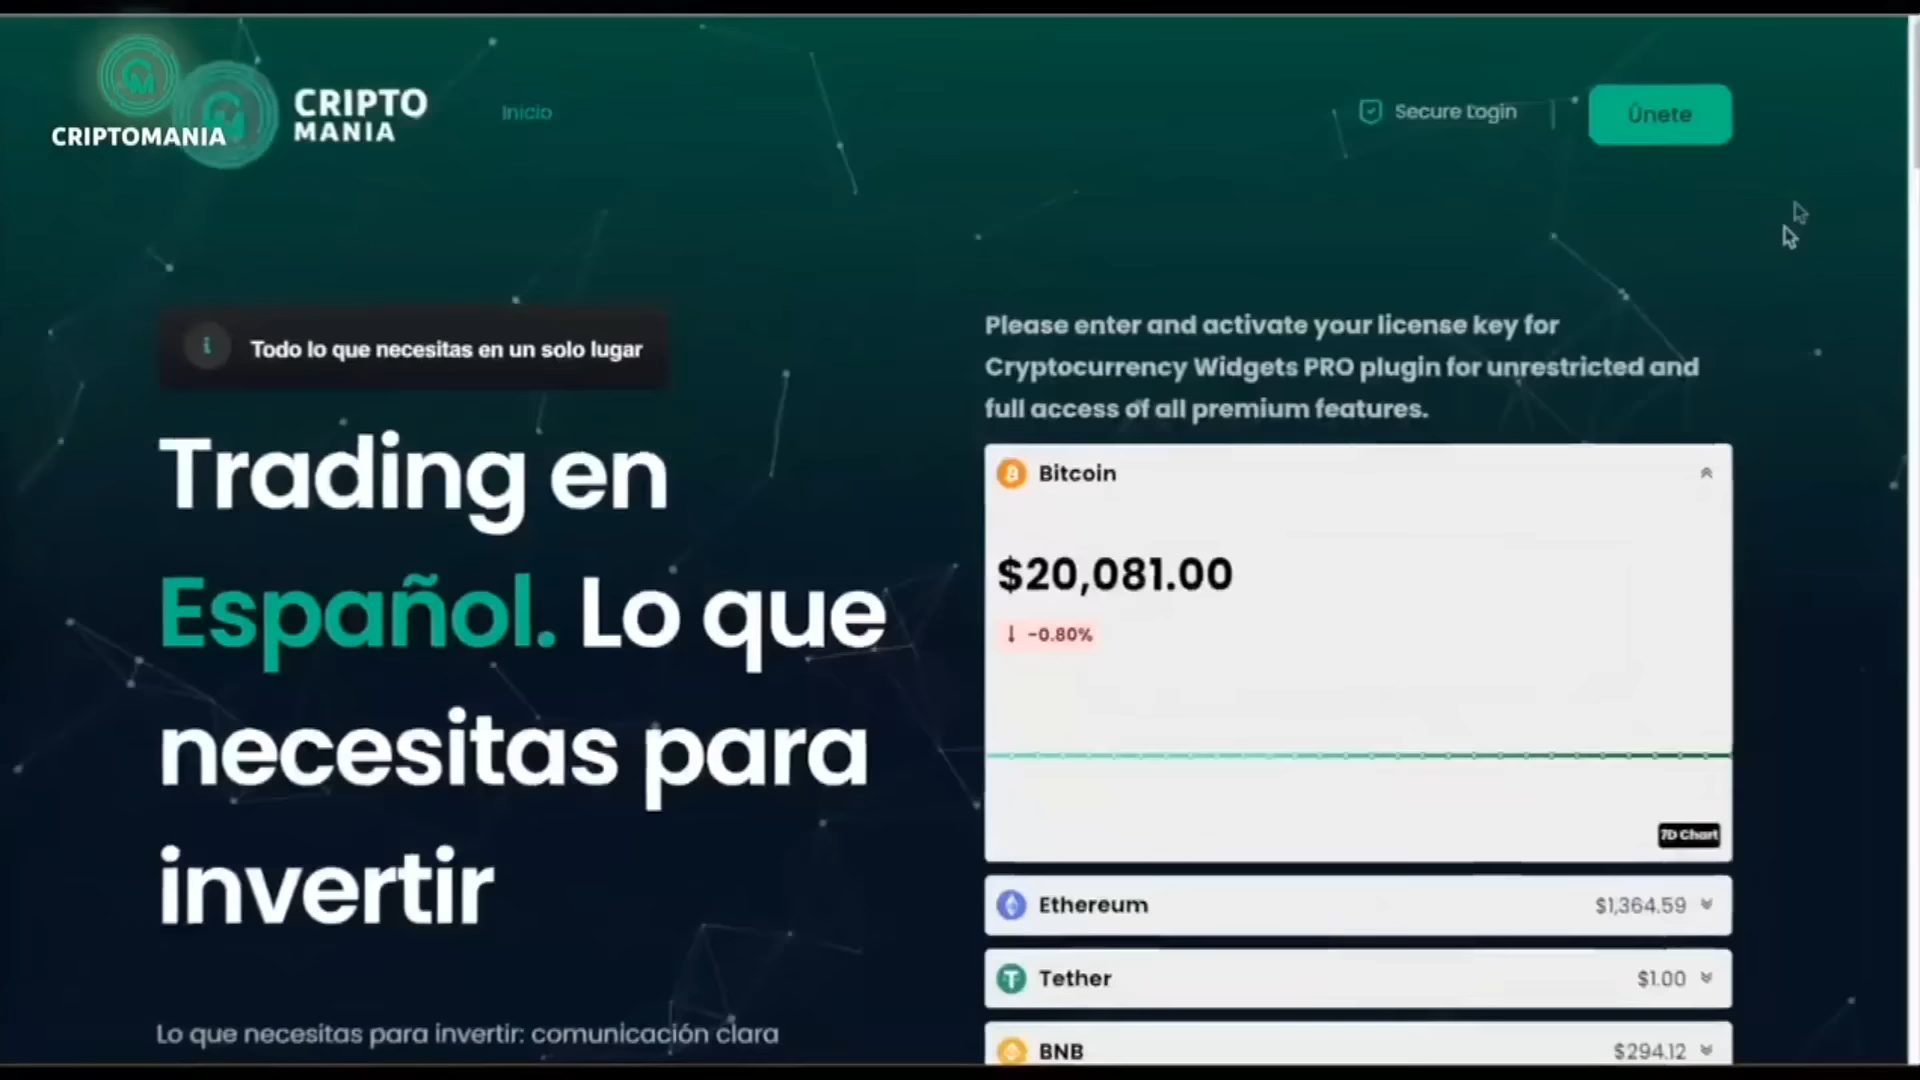 CRIPTOMANIA
CRIPTO
MANIA
Inicio
Secure Login
Únete
Todo lo que necesitas en un solo lugar
Trading en
Español. Lo que
necesitas para
invertir
Lo que necesitas para invertir: comunicación clara
Please enter and activate your license key for
Cryptocurrency Widgets PRO plugin for unrestricted and
full access of all premium features.
Bitcoin
$20,081.00
-0.80%
7D Chart
Ethereum $1,364.59
Tether $1.00
BNB $294.12